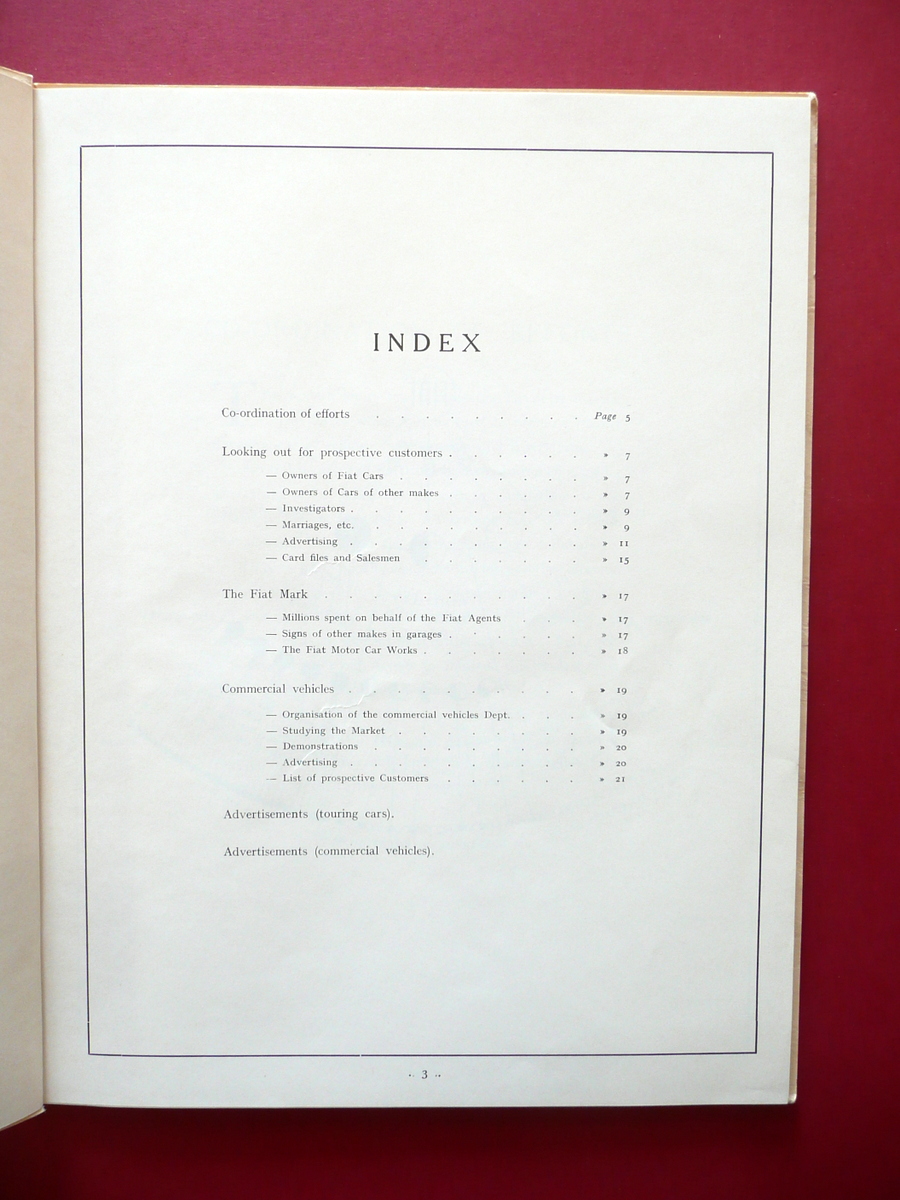 INDEX
Co-ordination of efforts . . . . . . . . . Page 5
Looking out for prospective customers . . . . . . » 7
— Owners of Fiat Cars . . . . . . . . » 7
— Owners of Cars of other makes . . . . . . » 7
— Investigators . . . . . . . . . . » 9
— Marriages, etc. . . . . . . . . . » 9
— Advertising . . . . . . . . . . » 11
— Card files and Salesmen . . . . . . . » 15
The Fiat Mark . . . . . . . . . . . » 17
— Millions spent on behalf of the Fiat Agents . . . » 17
— Signs of other makes in garages . . . . . . » 17
— The Fiat Motor Car Works . . . . . . . » 18
Commercial vehicles . . . . . . . . . . » 19
— Organisation of the commercial vehicles Dept. . . . » 19
— Studying the Market . . . . . . . . » 19
— Demonstrations . . . . . . . . . » 20
— Advertising . . . . . . . . . . » 20
— List of prospective Customers . . . . . . » 21
Advertisements (touring cars).
Advertisements (commercial vehicles).
·· 3 ··